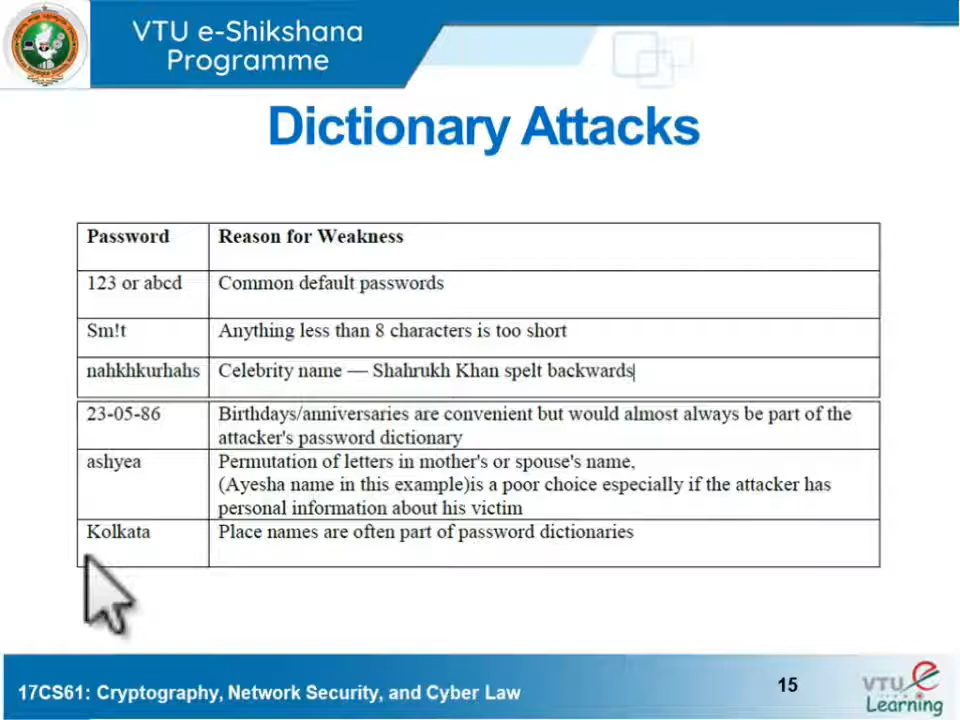 VTU e-Shikshana
Programme
Dictionary Attacks
Password Reason for Weakness
123 or abcd Common default passwords
Sm!t Anything less than 8 characters is too short
nahkhkurhahs Celebrity name — Shahrukh Khan spelt backwards
23-05-86 Birthdays/anniversaries are convenient but would almost always be part of the
attacker's password dictionary
ashyea Permutation of letters in mother's or spouse's name,
(Ayesha name in this example)is a poor choice especially if the attacker has
personal information about his victim
Kolkata Place names are often part of password dictionaries
17CS61: Cryptography, Network Security, and Cyber Law
15
VTU e
Learning